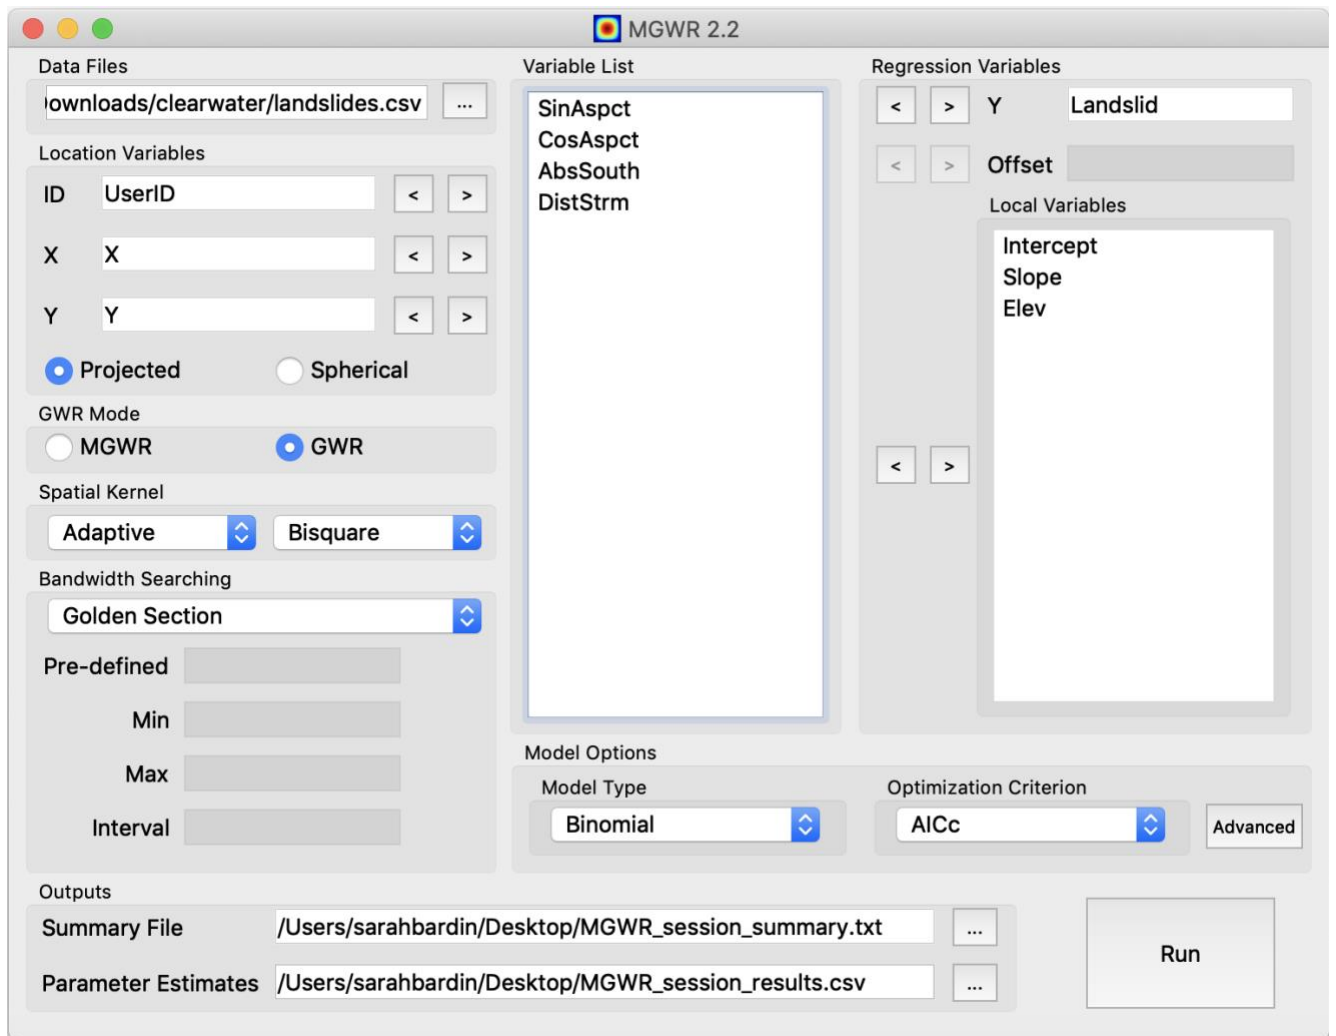 MGWR 2.2
Data Files
ownloads/clearwater/landslides.csv ...
Location Variables
ID UserID < >
X X < >
Y Y < >
Projected Spherical
GWR Mode
MGWR GWR
Spatial Kernel
Adaptive Bisquare
Bandwidth Searching
Golden Section
Pre-defined
Min
Max
Interval
Variable List
SinAspct
CosAspct
AbsSouth
DistStrm
Regression Variables
< > Y Landslid
< > Offset
Local Variables
Intercept
Slope
Elev
< >
Model Options
Model Type
Binomial
Optimization Criterion
AICc
Advanced
Outputs
Summary File /Users/sarahbardin/Desktop/MGWR_session_summary.txt ...
Parameter Estimates /Users/sarahbardin/Desktop/MGWR_session_results.csv ...
Run